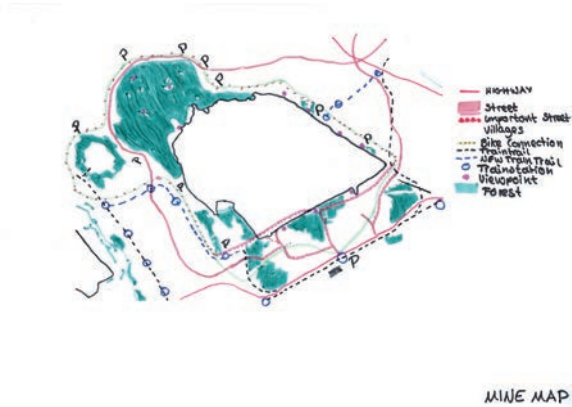 P
P
P
P
P
P
P
P
P
P
P
HIGHWAY
Street
Important Street
Villages
Bike Connection
Traintrail
New Train Trail
Trainstation
Viewpoint
Forest
MINE MAP